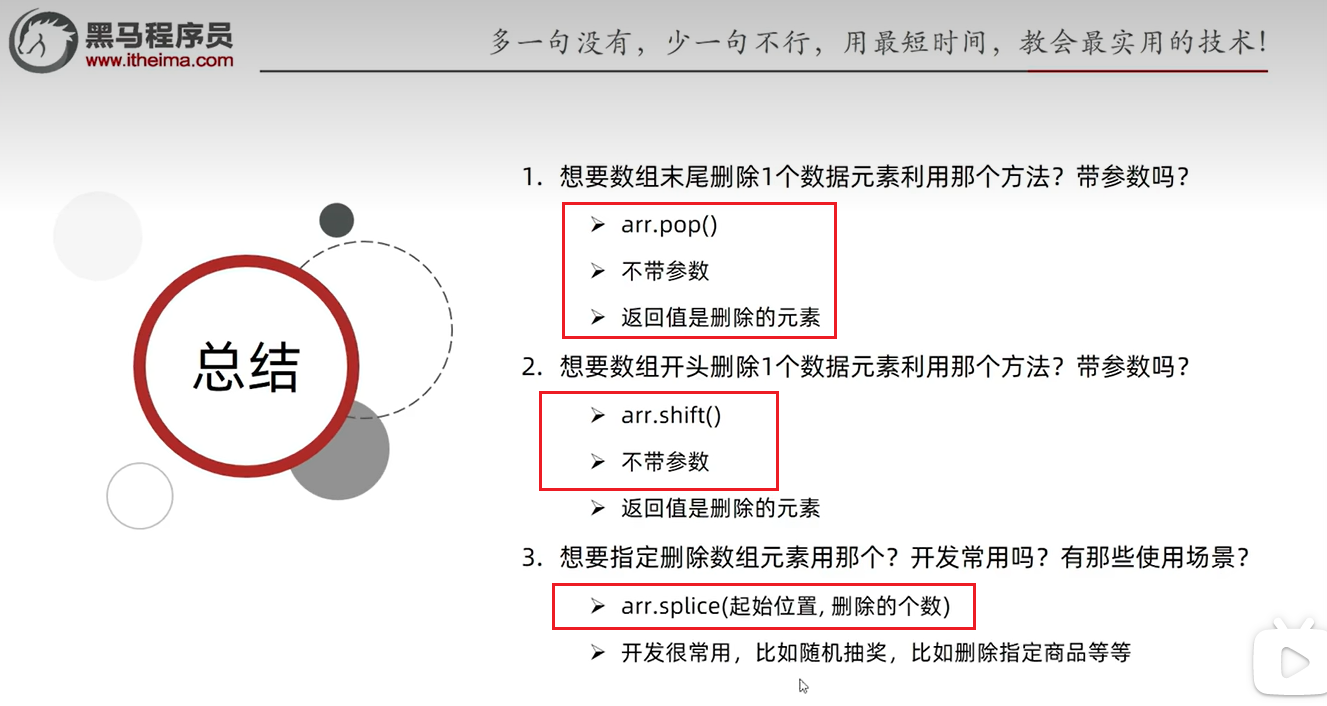 黑马程序员
www.itheima.com
多一句没有，少一句不行，用最短时间，教会最实用的技术！
总结
1. 想要数组末尾删除1个数据元素利用那个方法？带参数吗？
➢ arr.pop()
➢ 不带参数
➢ 返回值是删除的元素
2. 想要数组开头删除1个数据元素利用那个方法？带参数吗？
➢ arr.shift()
➢ 不带参数
➢ 返回值是删除的元素
3. 想要指定删除数组元素用那个？开发常用吗？有那些使用场景？
➢ arr.splice(起始位置, 删除的个数)
➢ 开发很常用，比如随机抽奖，比如删除指定商品等等